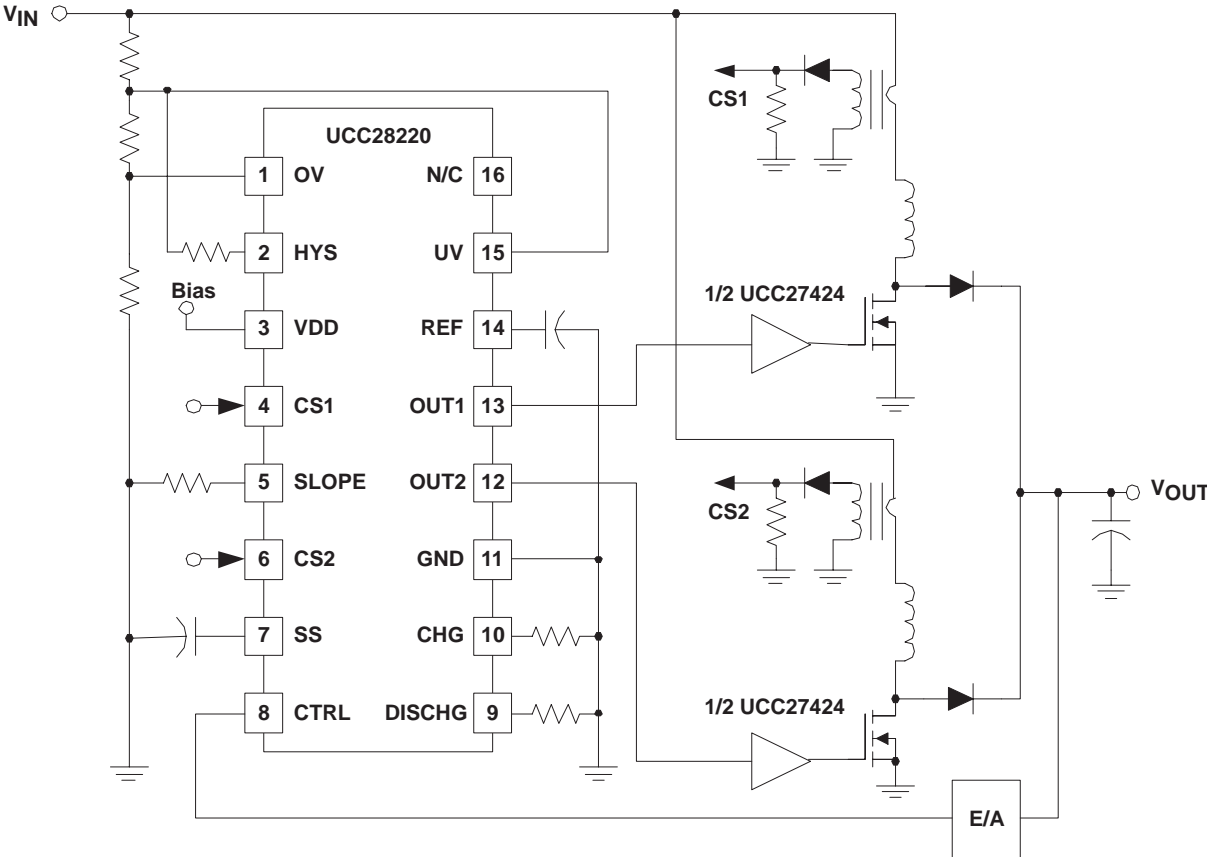 VIN
CS1
UCC28220
1 OV
N/C 16
2 HYS
UV 15
Bias
3 VDD
REF 14
1/2 UCC27424
4 CS1
OUT1 13
5 SLOPE
OUT2 12
CS2
VOUT
6 CS2
GND 11
7 SS
CHG 10
8 CTRL
DISCHG 9
1/2 UCC27424
E/A